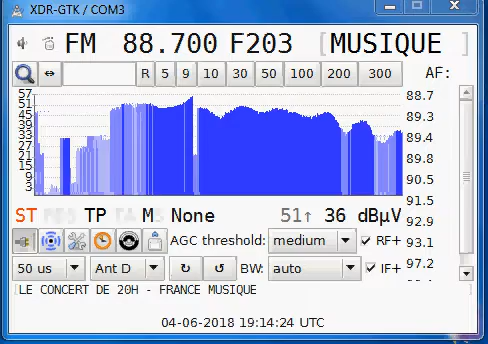 XDR-GTK / COM3
FM 88.700 F203 [MUSIQUE ]
R 5 9 10 30 50 100 200 300 AF:
57
51
45
39
33
27
21
15
9
3
88.7
89.3
89.4
89.8
90.5
91.5
92.9
93.1
97.2
ST RDS TP TA MS None 51↑ 36 dBµV
AGC threshold: medium RF+
50 us Ant D BW: auto IF+
[LE CONCERT DE 20H - FRANCE MUSIQUE
04-06-2018 19:14:24 UTC